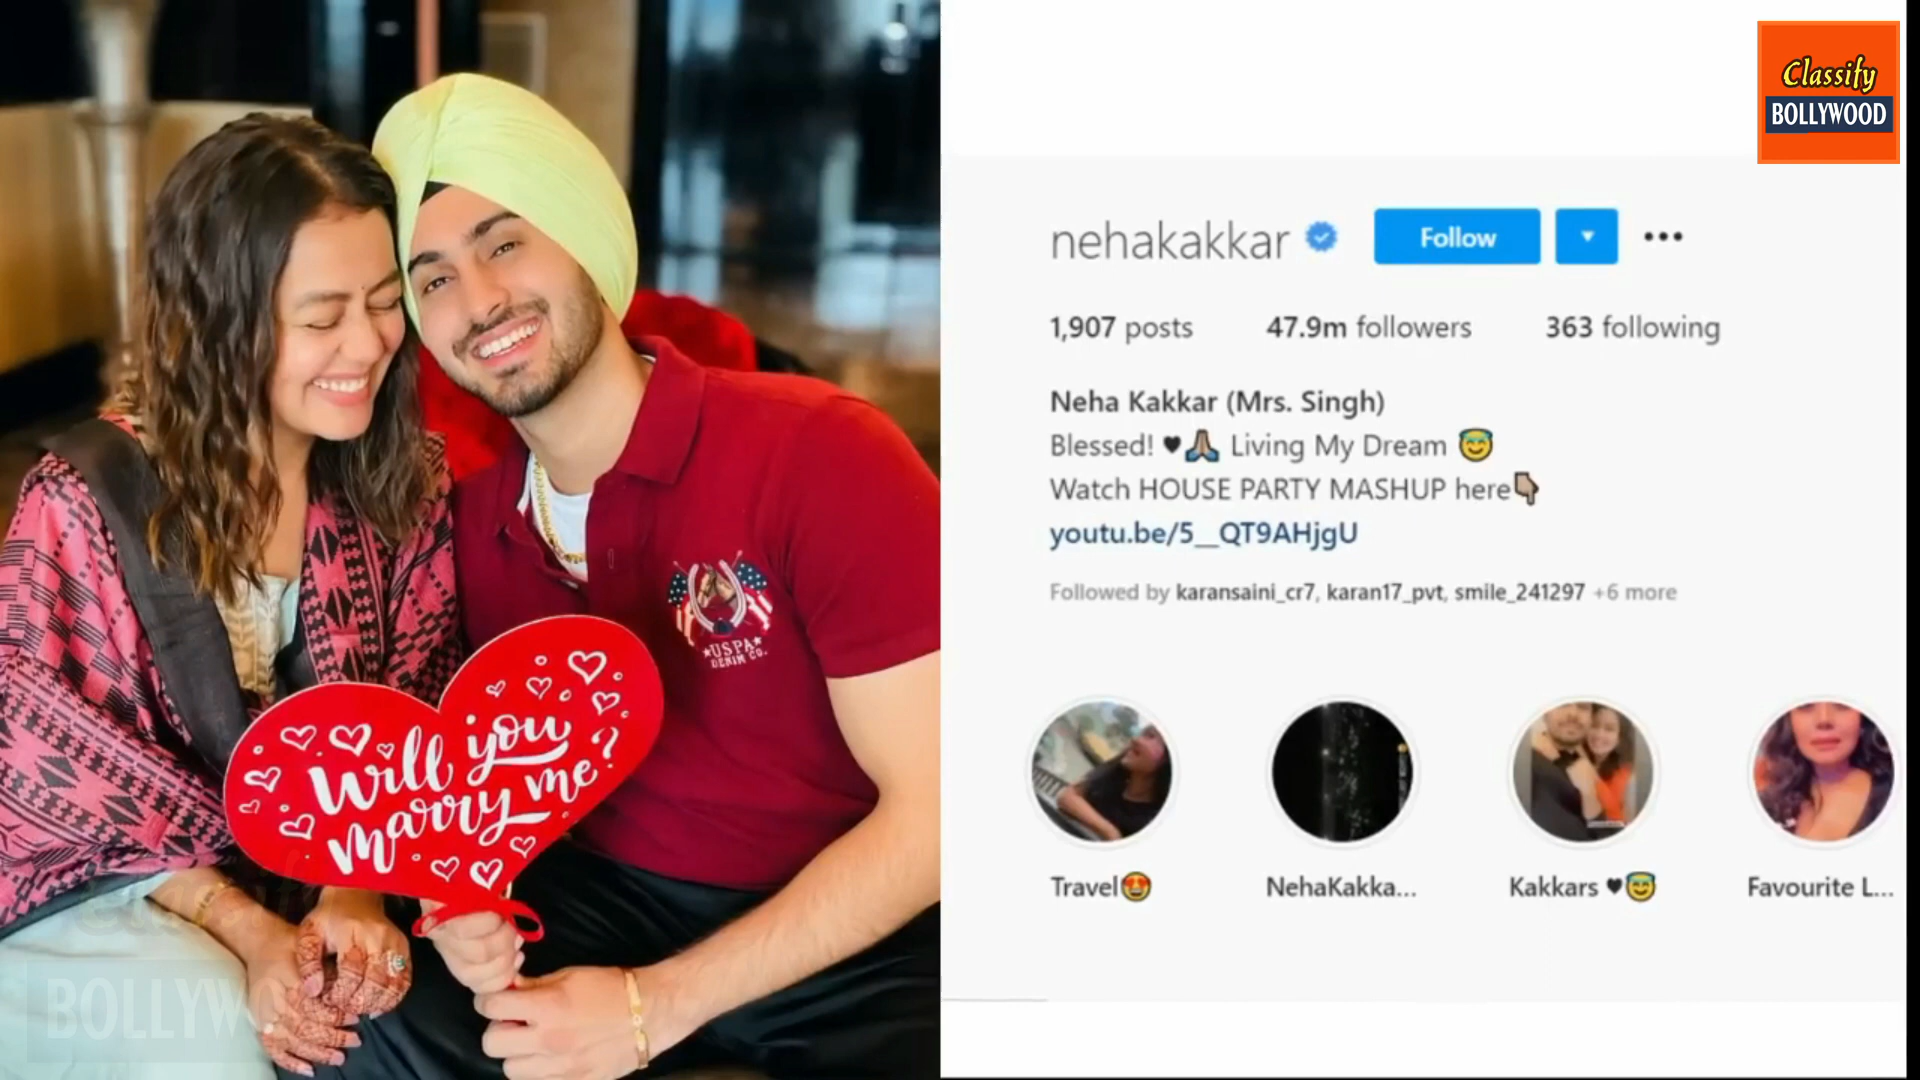 Classify
BOLLYWOOD
nehakakkar
Follow
1,907 posts 47.9m followers 363 following
Neha Kakkar (Mrs. Singh)
Blessed! ♥🙏🏼 Living My Dream 😇
Watch HOUSE PARTY MASHUP here👇🏼
youtu.be/5__QT9AHjgU
Followed by karansaini_cr7, karan17_pvt, smile_241297 +6 more
Travel😍 NehaKakka... Kakkars ♥😇 Favourite L...
USPA
DENIM CO.
Will you
marry me?
BOLLYWO